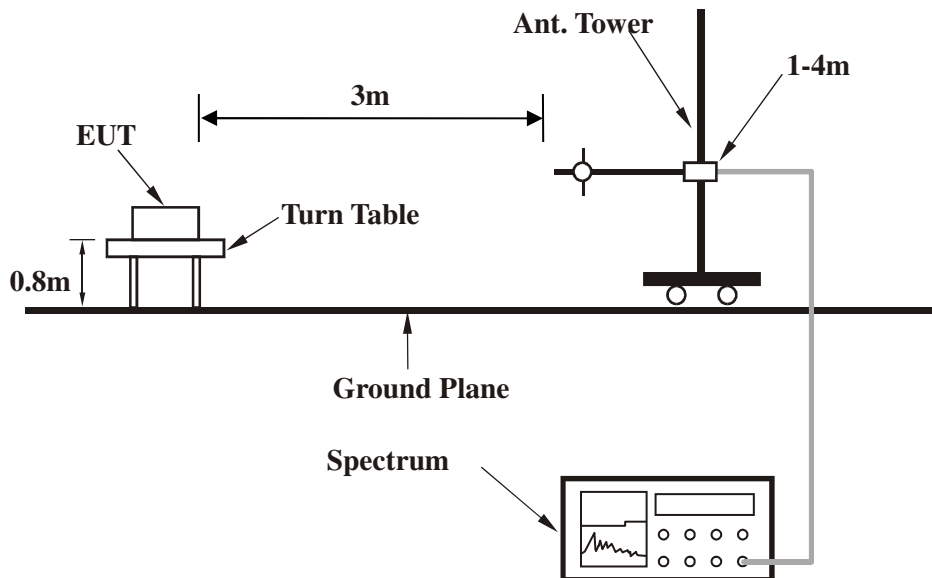 Ant. Tower
1-4m
3m
EUT
Turn Table
0.8m
Ground Plane
Spectrum